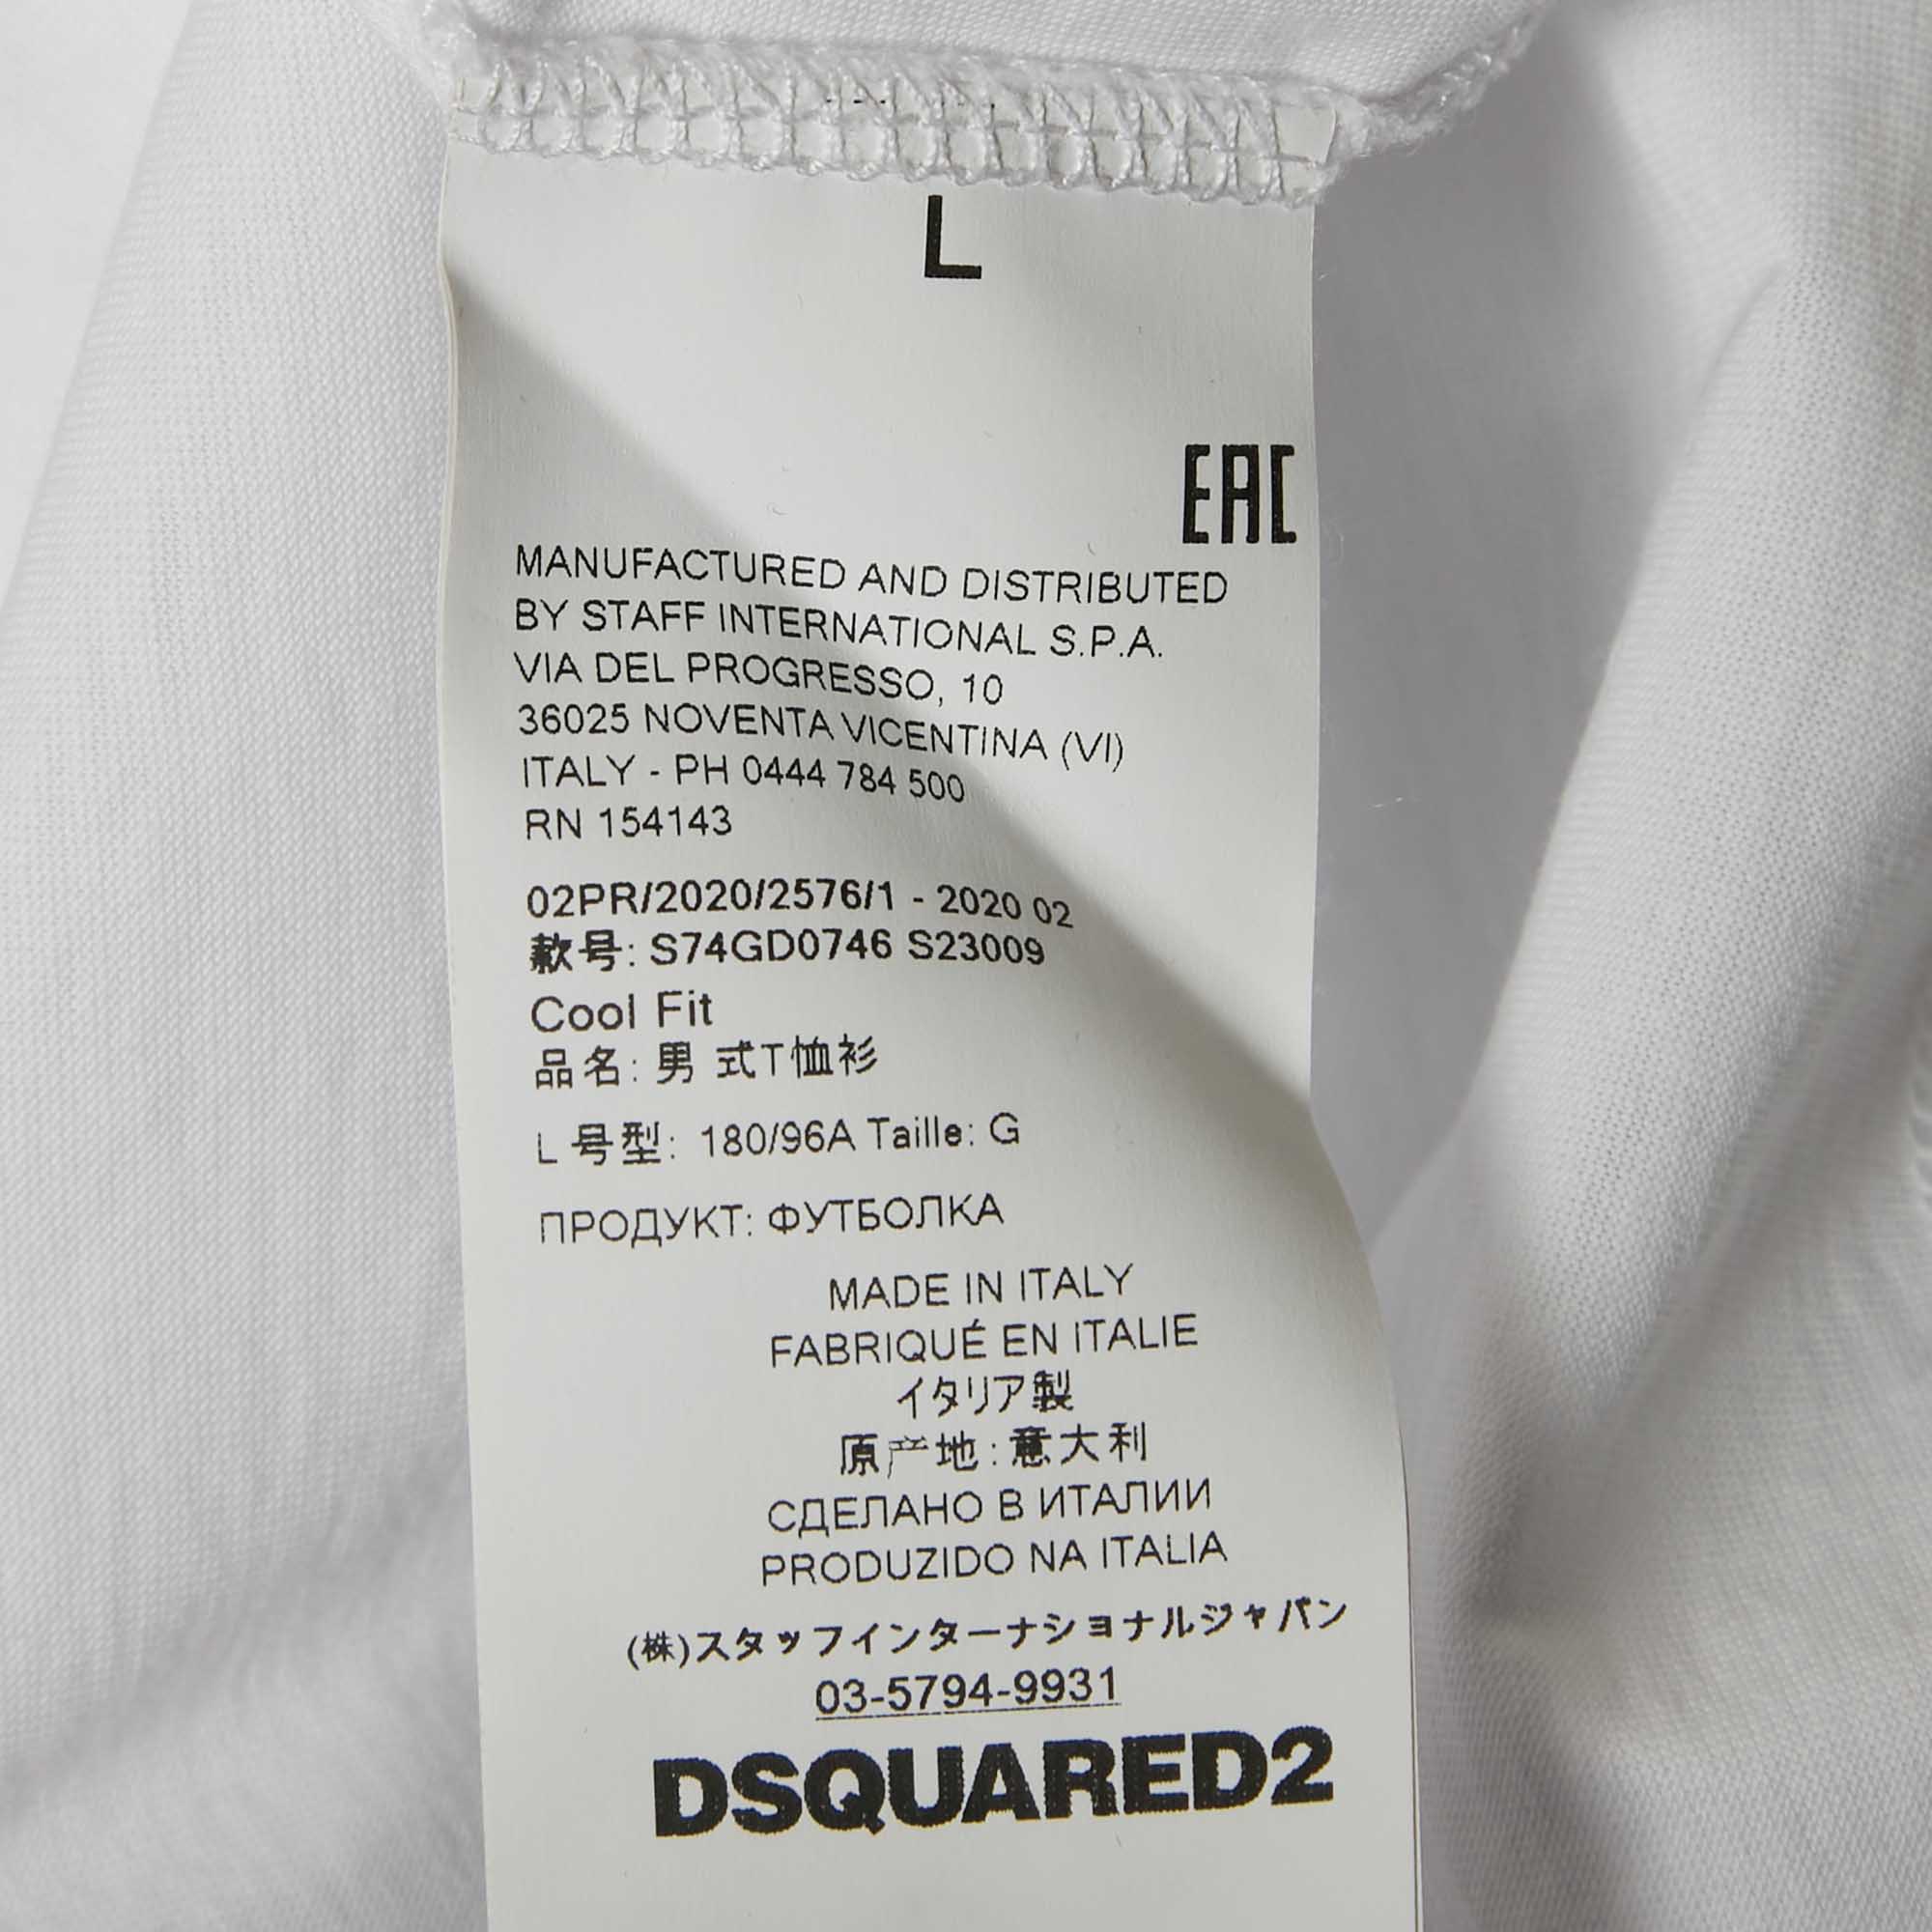 L
EAC
MANUFACTURED AND DISTRIBUTED
BY STAFF INTERNATIONAL S.P.A.
VIA DEL PROGRESSO, 10
36025 NOVENTA VICENTINA (VI)
ITALY - PH 0444 784 500
RN 154143
02PR/2020/2576/1 - 2020 02
款号: S74GD0746 S23009
Cool Fit
品名: 男 式T恤衫
L 号型: 180/96A Taille: G
ПРОДУКТ: ФУТБОЛКА
MADE IN ITALY
FABRIQUÉ EN ITALIE
イタリア製
原产地:意大利
СДЕЛАНО В ИТАЛИИ
PRODUZIDO NA ITALIA
(株)スタッフインターナショナルジャパン
03-5794-9931
DSQUARED2